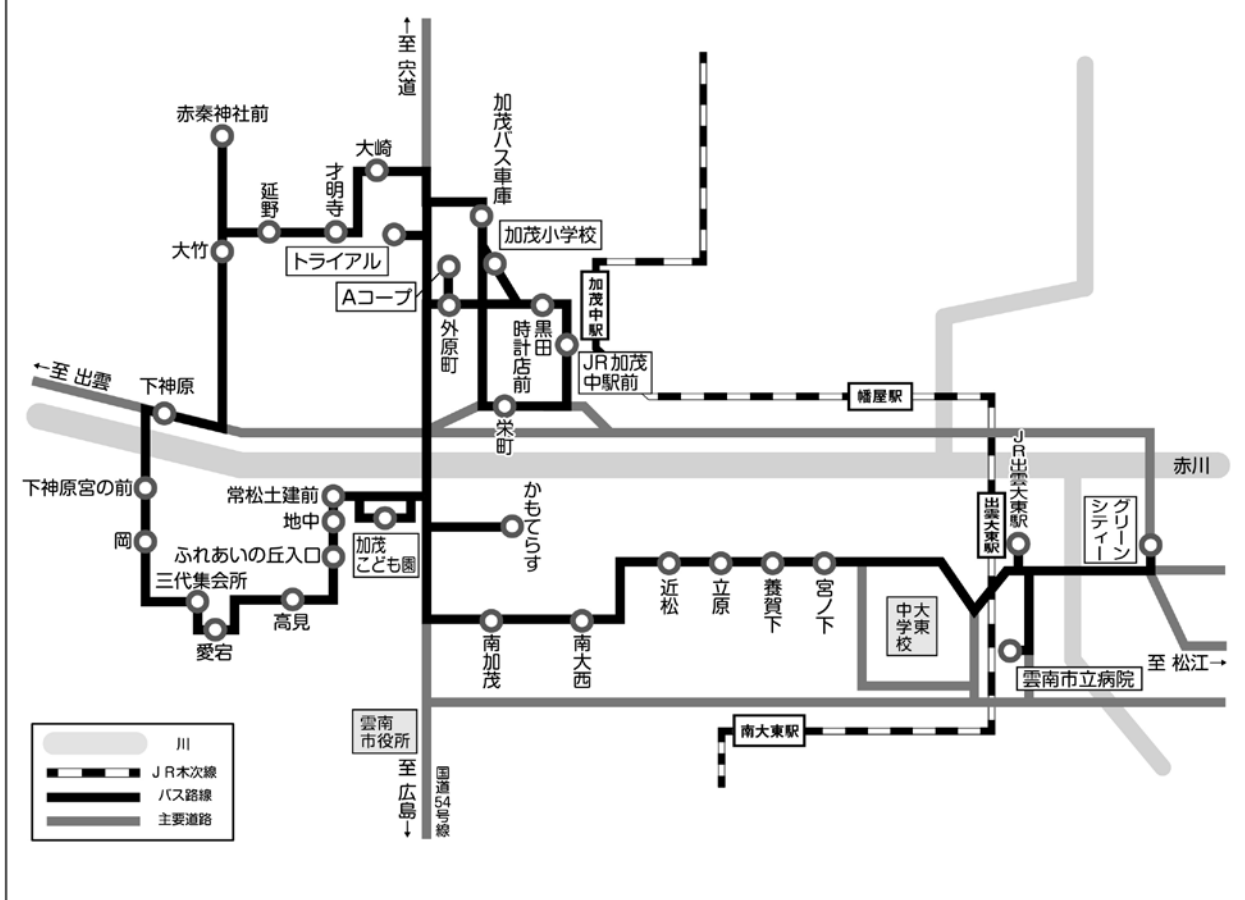 ←至 宍道
赤秦神社前
大崎
加茂バス車庫
才明寺
延野
加茂小学校
大竹
トライアル
Aコープ
加茂中駅
外原町
黒田
時計店前
JR加茂
中駅前
←至 出雲
下神原
幡屋駅
栄町
JR出雲大東駅
赤川
下神原宮の前
常松土建前
かもてらす
出雲大東駅
グリーン
シティー
地中
岡
加茂
こども園
ふれあいの丘入口
三代集会所
近松
立原
養賀下
宮ノ下
大東
中学校
高見
愛宕
南加茂
南大西
至 松江→
雲南市立病院
雲南
市役所
南大東駅
川
JR木次線
バス路線
主要道路
至 広島→
国道54号線